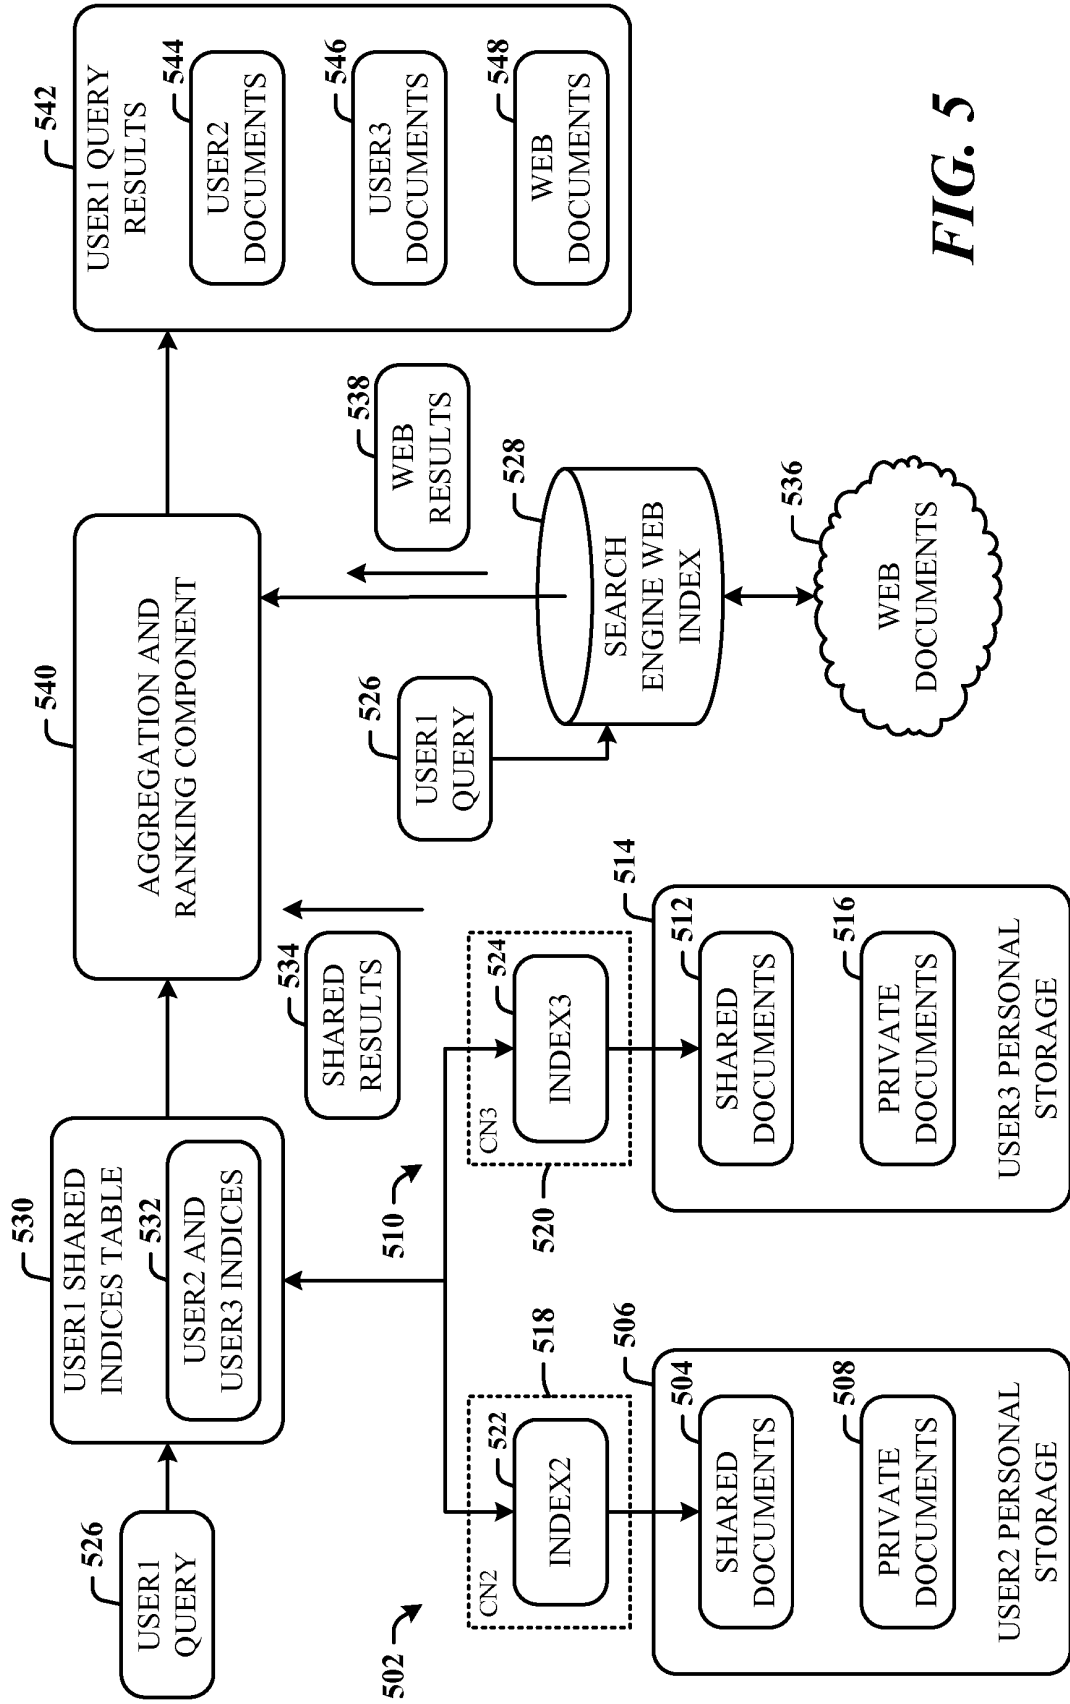 526
USER1
QUERY
530
USER1 SHARED
INDICES TABLE
532
USER2 AND
USER3 INDICES
540
AGGREGATION AND
RANKING COMPONENT
542
USER1 QUERY
RESULTS
544
USER2
DOCUMENTS
546
USER3
DOCUMENTS
548
WEB
DOCUMENTS
534
SHARED
RESULTS
538
WEB
RESULTS
526
USER1
QUERY
528
SEARCH
ENGINE WEB
INDEX
536
WEB
DOCUMENTS
502
CN2
522
INDEX2
518
506
504
SHARED
DOCUMENTS
508
PRIVATE
DOCUMENTS
USER2 PERSONAL
STORAGE
510
CN3
524
INDEX3
520
514
512
SHARED
DOCUMENTS
516
PRIVATE
DOCUMENTS
USER3 PERSONAL
STORAGE
FIG. 5